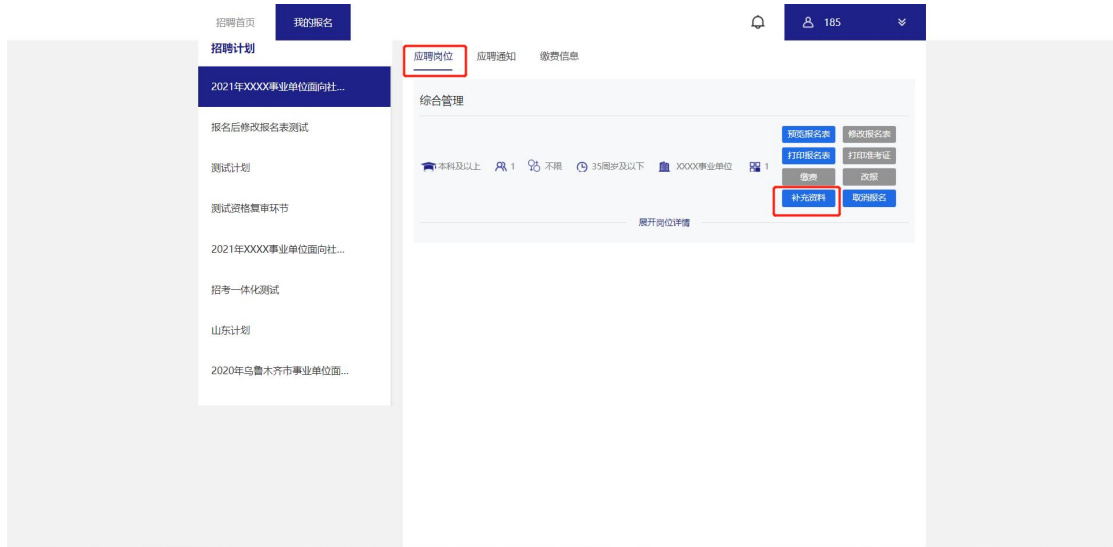 招聘首页 我的报名 185
招聘计划
2021年XXXX事业单位面向社...
报名后修改报名表测试
测试计划
测试资格复审环节
2021年XXXX事业单位面向社...
招考一体化测试
山东计划
2020年乌鲁木齐市事业单位面...
应聘岗位 应聘通知 缴费信息
综合管理
本科及以上 1 不限 35周岁及以下 XXXX事业单位 1
预览报名表 修改报名表
打印报名表 打印准考证
缴费 改报
补充资料 取消报名
展开岗位详情